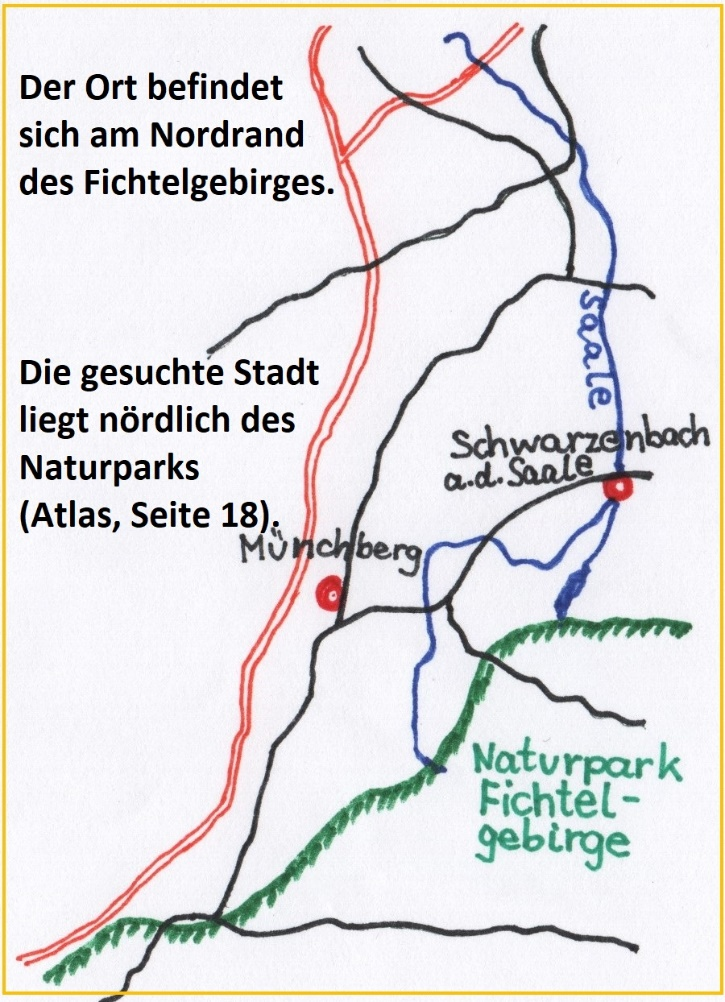 Der Ort befindet
sich am Nordrand
des Fichtelgebirges.
Saale
Die gesuchte Stadt
liegt nördlich des
Naturparks
(Atlas, Seite 18).
Schwarzenbach
a.d. Saale
Münchberg
Naturpark
Fichtel-
gebirge